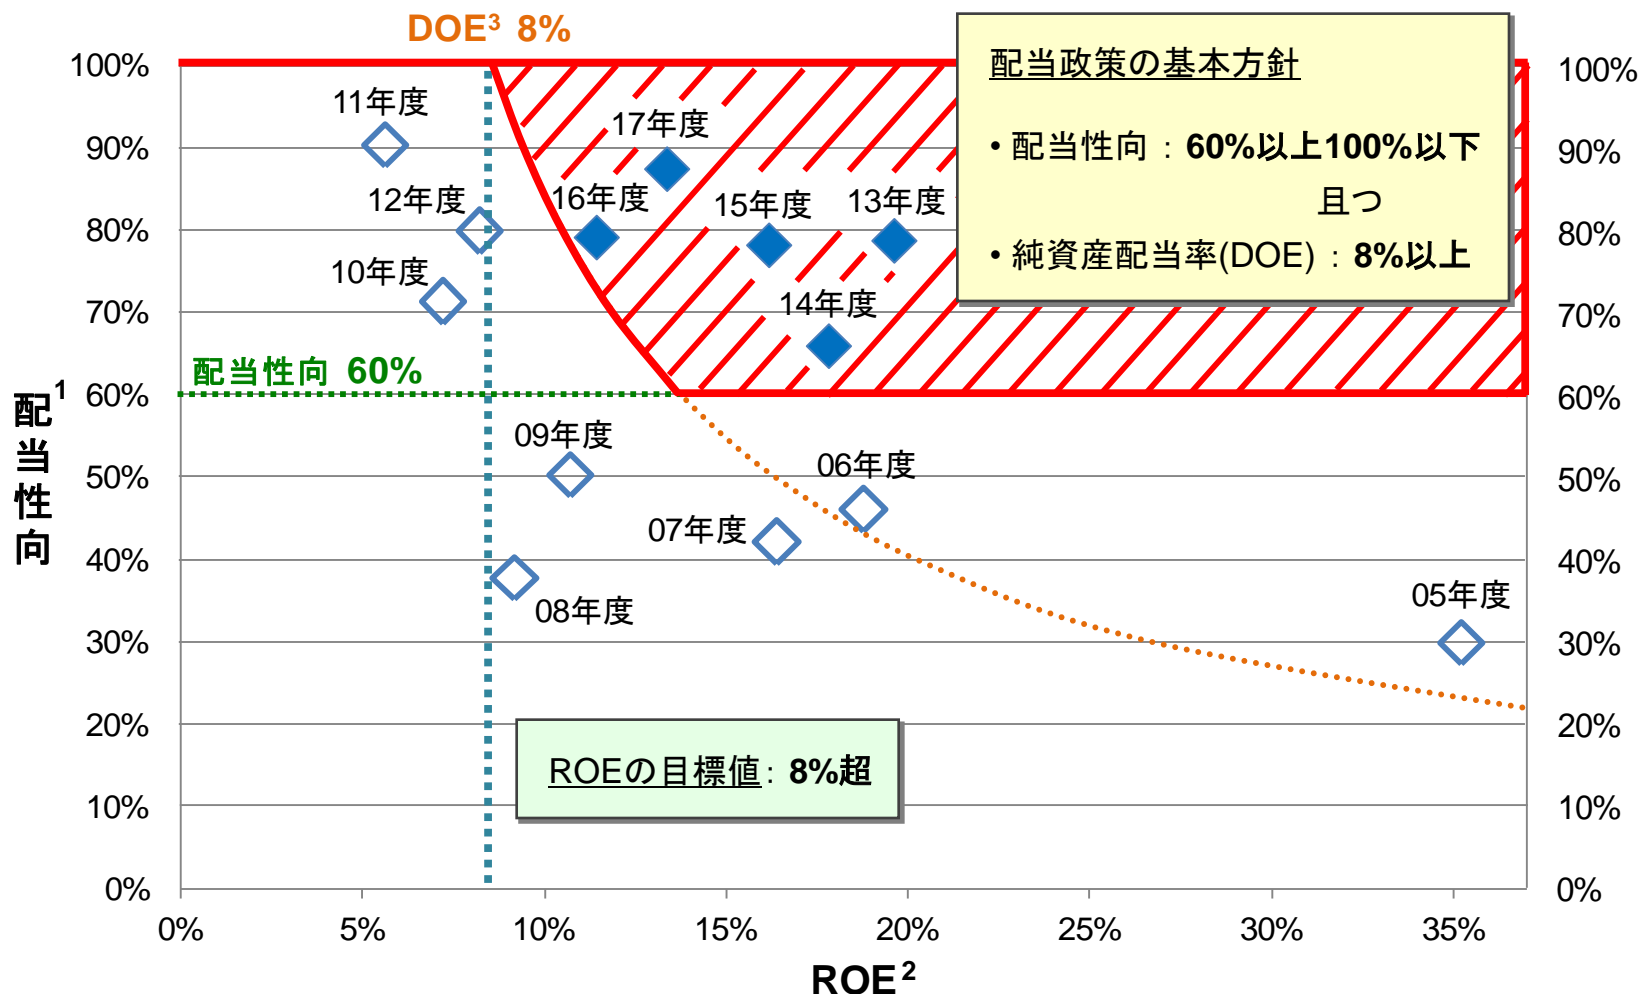 DOE³ 8%
配当政策の基本方針
• 配当性向 : 60%以上100%以下
且つ
• 純資産配当率(DOE) : 8%以上
100%
90%
80%
70%
60%
50%
40%
30%
20%
10%
0%
100%
90%
80%
70%
60%
50%
40%
30%
20%
10%
0%
11年度
17年度
12年度
16年度
15年度
13年度
10年度
14年度
配当性向 60%
09年度
06年度
07年度
08年度
05年度
ROEの目標値: 8%超
配当性向¹
0%
5%
10%
15%
20%
25%
30%
35%
ROE²